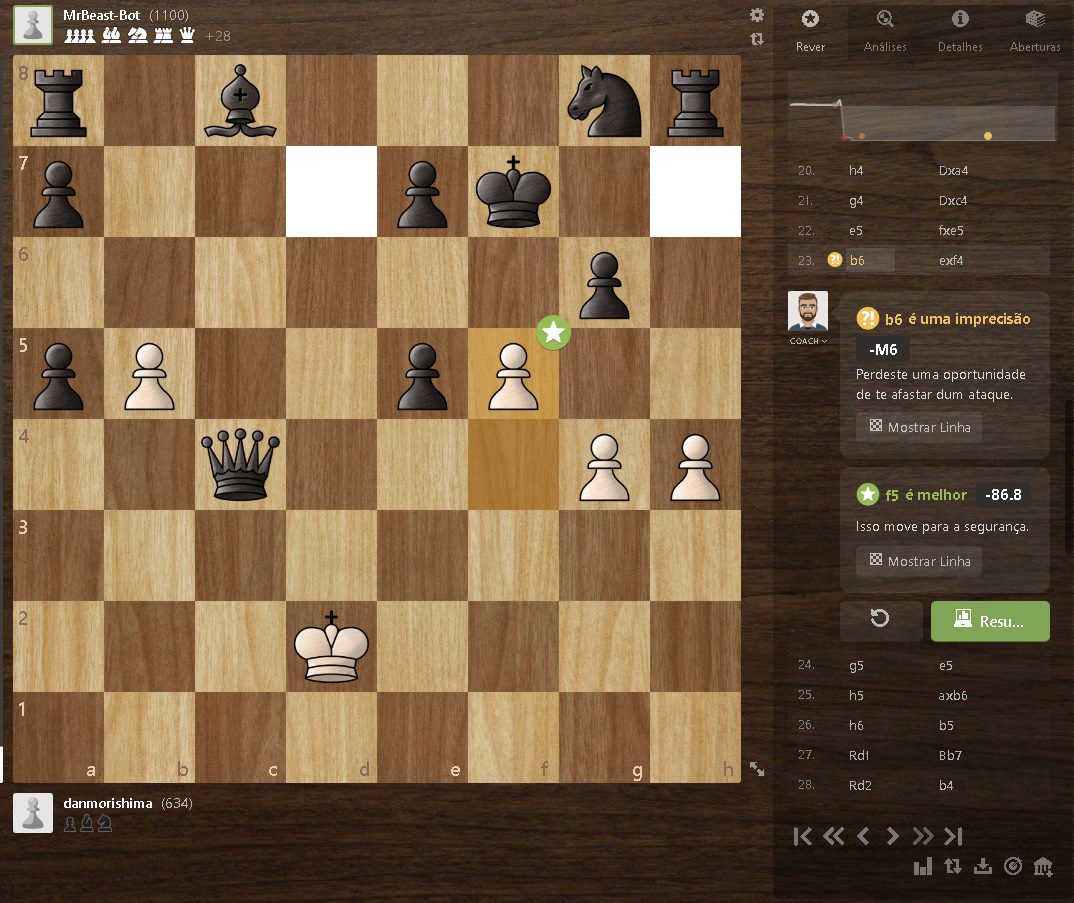 MrBeast-Bot (1100)
+28
8
7
6
5
4
3
2
1
a b c d e f g h
danmorishima (634)
Rever Análises Detalhes Aberturas
20. h4 Dxa4
21. g4 Dxc4
22. e5 fxe5
23. ?! b6 exf4
COACH
?! b6 é uma imprecisão
-M6
Perdeste uma oportunidade
de te afastar dum ataque.
Mostrar Linha
f5 é melhor -86.8
Isso move para a segurança.
Mostrar Linha
Resu...
24. g5 e5
25. h5 axb6
26. h6 b5
27. Rd1 Bb7
28. Rd2 b4